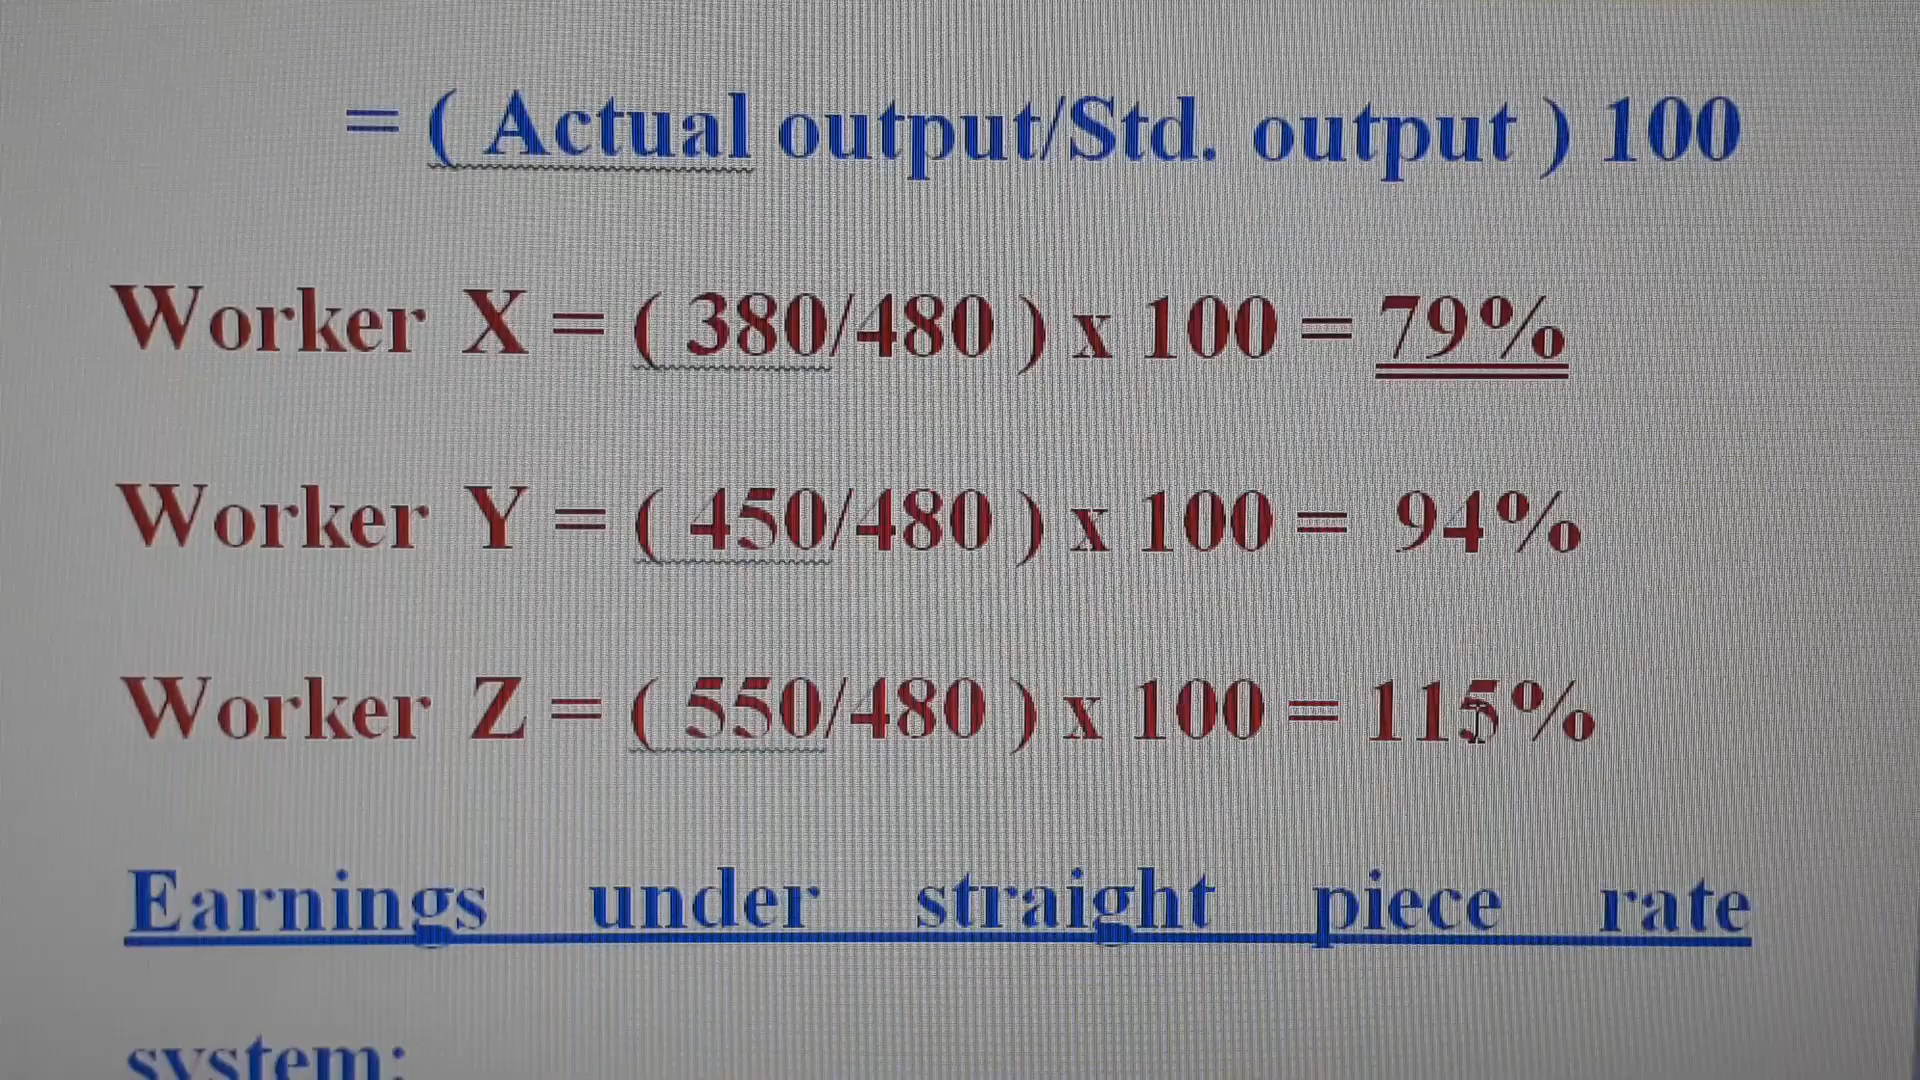 = ( Actual output/Std. output ) 100
Worker X = ( 380/480 ) x 100 = 79%
Worker Y = ( 450/480 ) x 100 = 94%
Worker Z = ( 550/480 ) x 100 = 115%
Earnings under straight piece rate
system: